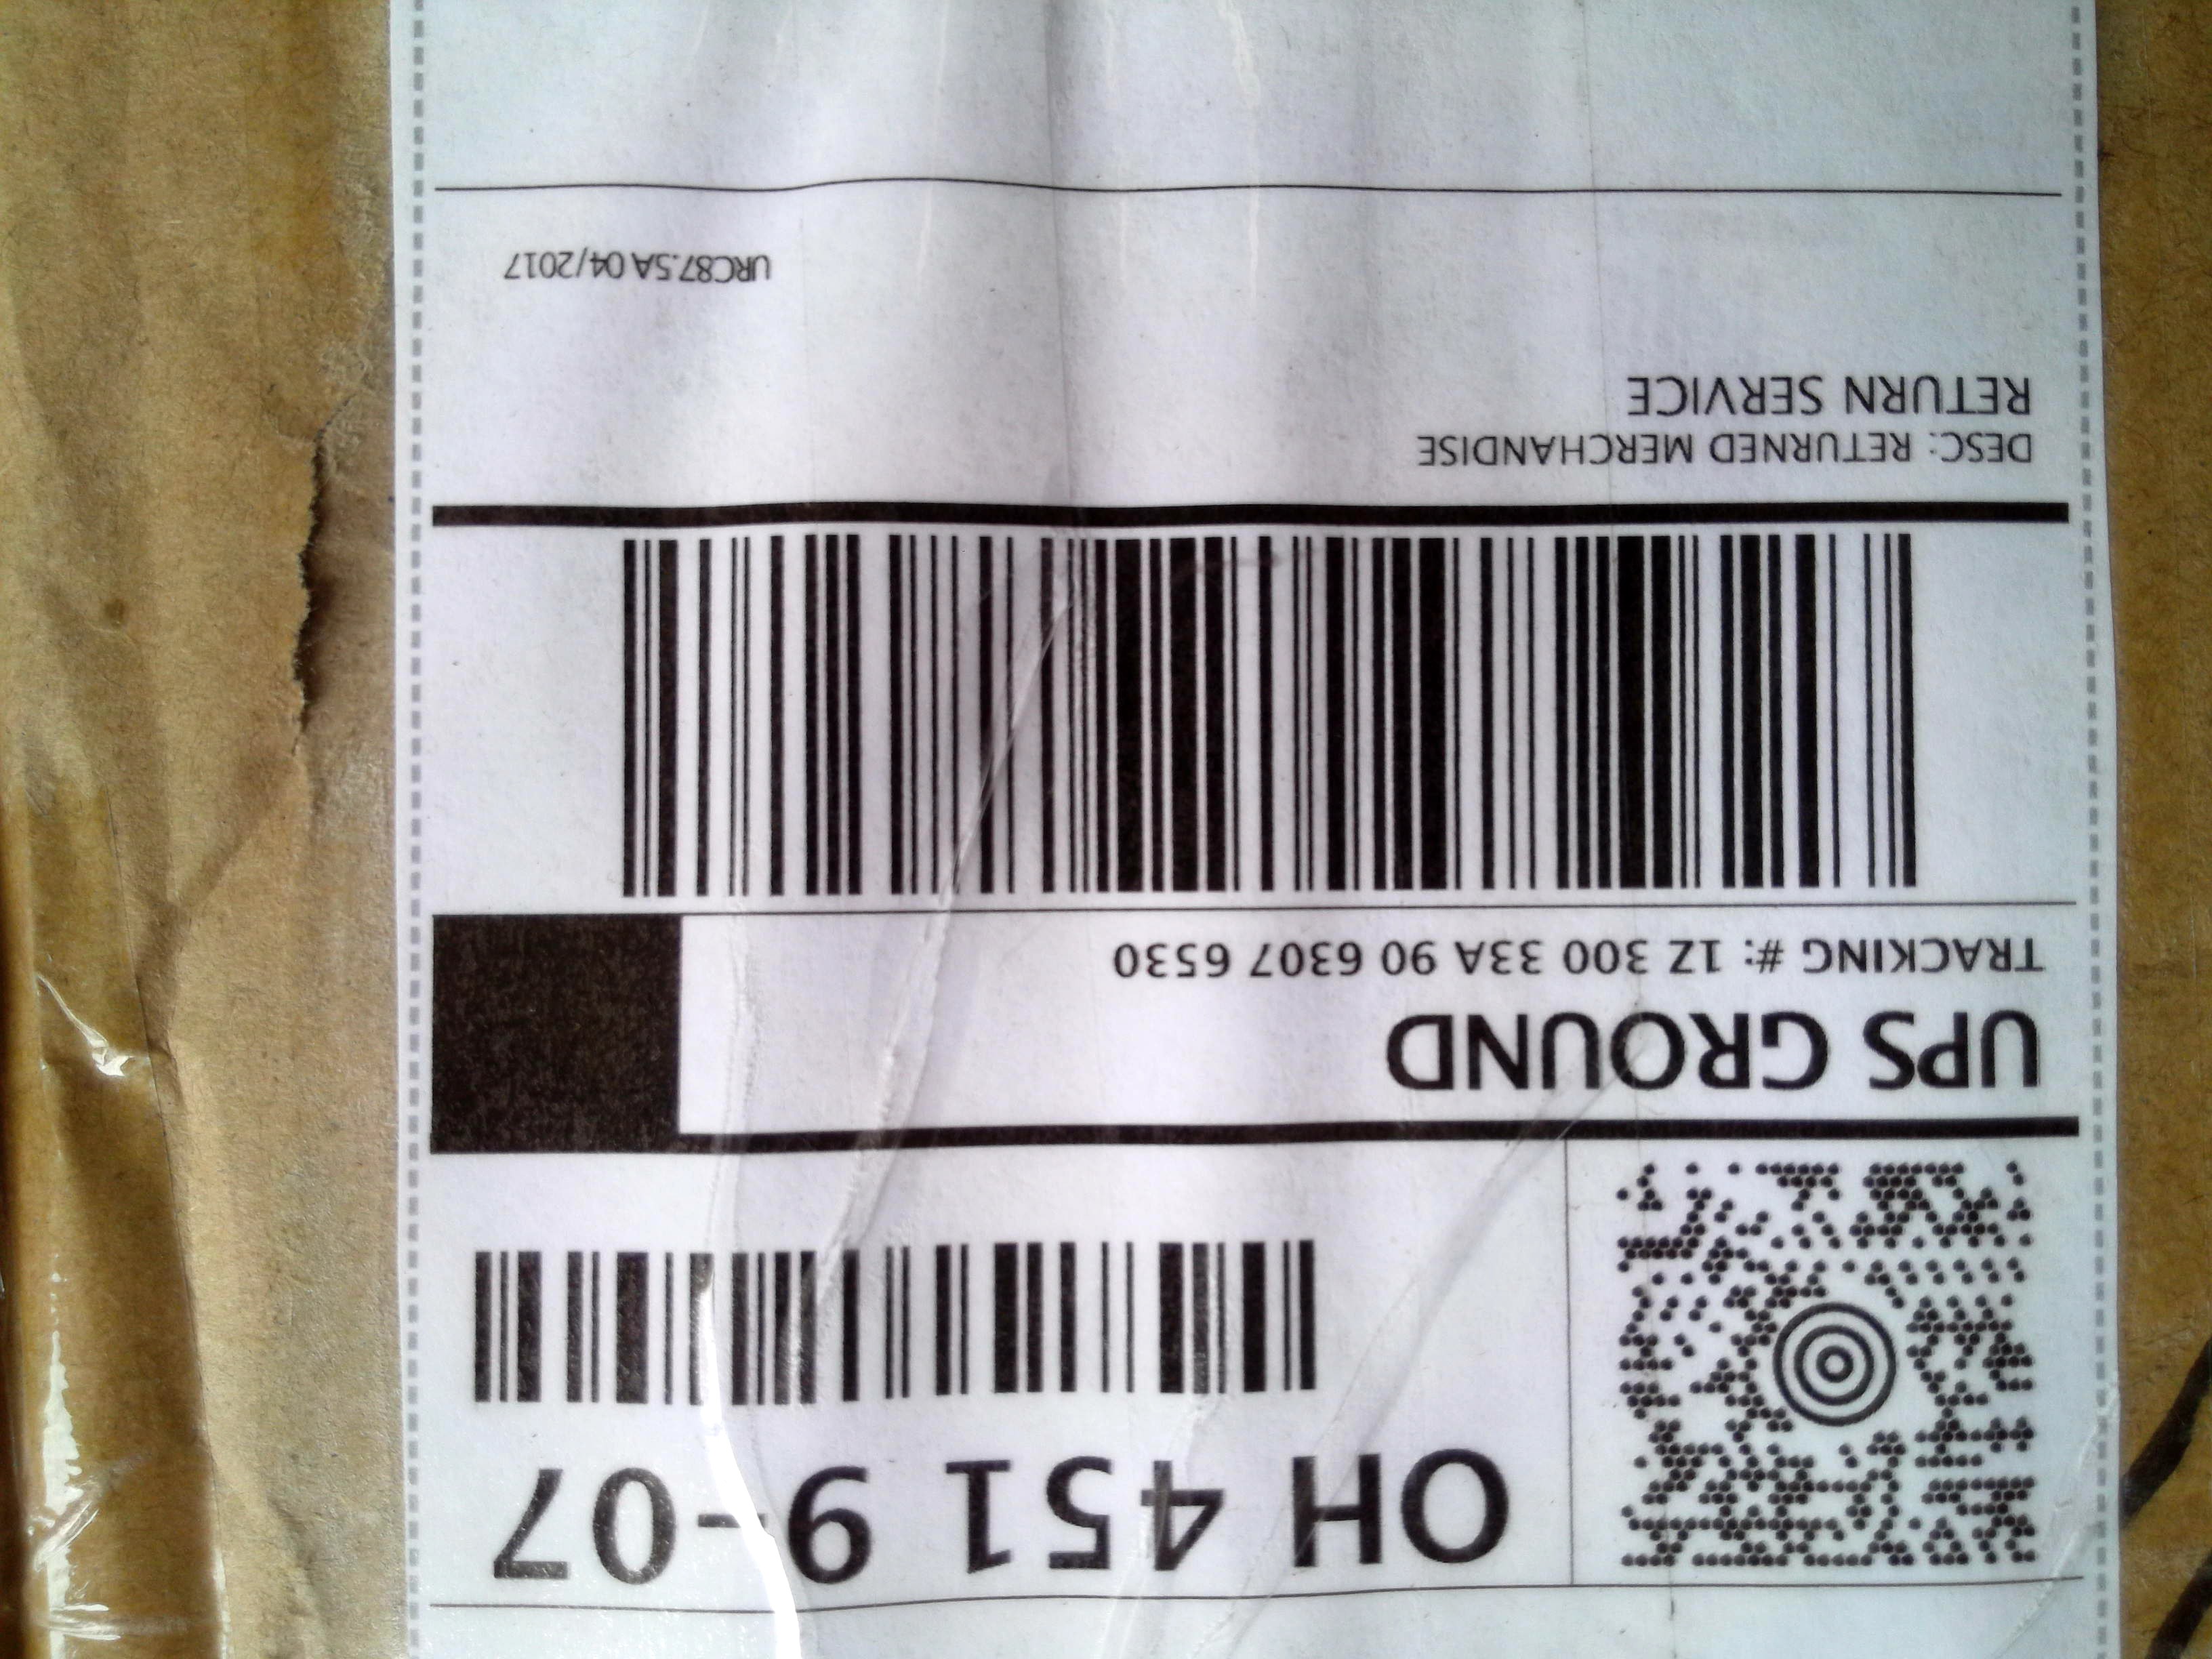 OH 451 9-07
UPS GROUND
TRACKING #: 1Z 300 33A 90 6307 6530
DESC: RETURNED MERCHANDISE
RETURN SERVICE
URC87.5A 04/2017